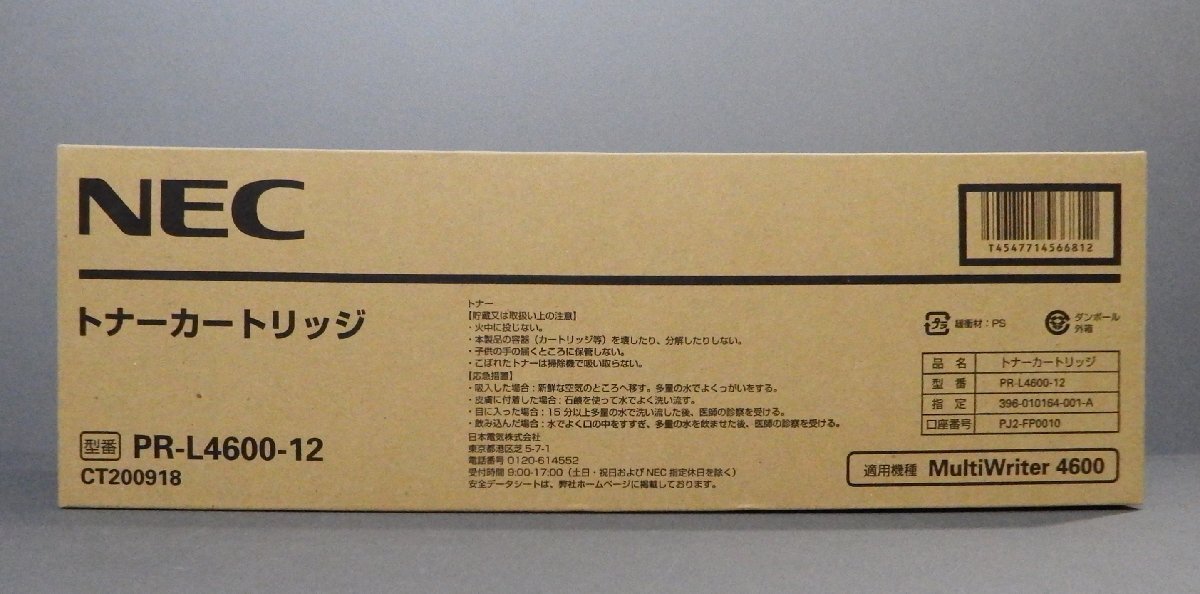 NEC
T4547714566812
トナーカートリッジ
型番 PR-L4600-12
CT200918
トナー
【貯蔵又は取扱い上の注意】
・火中に投じない。
・本製品の容器（カートリッジ等）を壊したり、分解したりしない。
・子供の手の届くところに保管しない。
・こぼれたトナーは掃除機で吸い取らない。
【応急措置】
・吸入した場合：新鮮な空気のところへ移す。多量の水でよくうがいをする。
・皮膚に付着した場合：石鹸を使って水でよく洗い流す。
・目に入った場合：15分以上多量の水で洗い流した後、医師の診察を受ける。
・飲み込んだ場合：水でよく口の中をすすぎ、多量の水を飲ませた後、医師の診察を受ける。
日本電気株式会社
東京都港区芝5-7-1
電話番号 0120-614552
受付時間 9:00-17:00（土日・祝日およびNEC指定休日を除く）
安全データシートは、弊社ホームページに掲載しております。
プラ 緩衝材：PS
ダンボール
外箱
品名 トナーカートリッジ
型番 PR-L4600-12
指定 396-010164-001-A
口座番号 PJ2-FP0010
適用機種 MultiWriter 4600